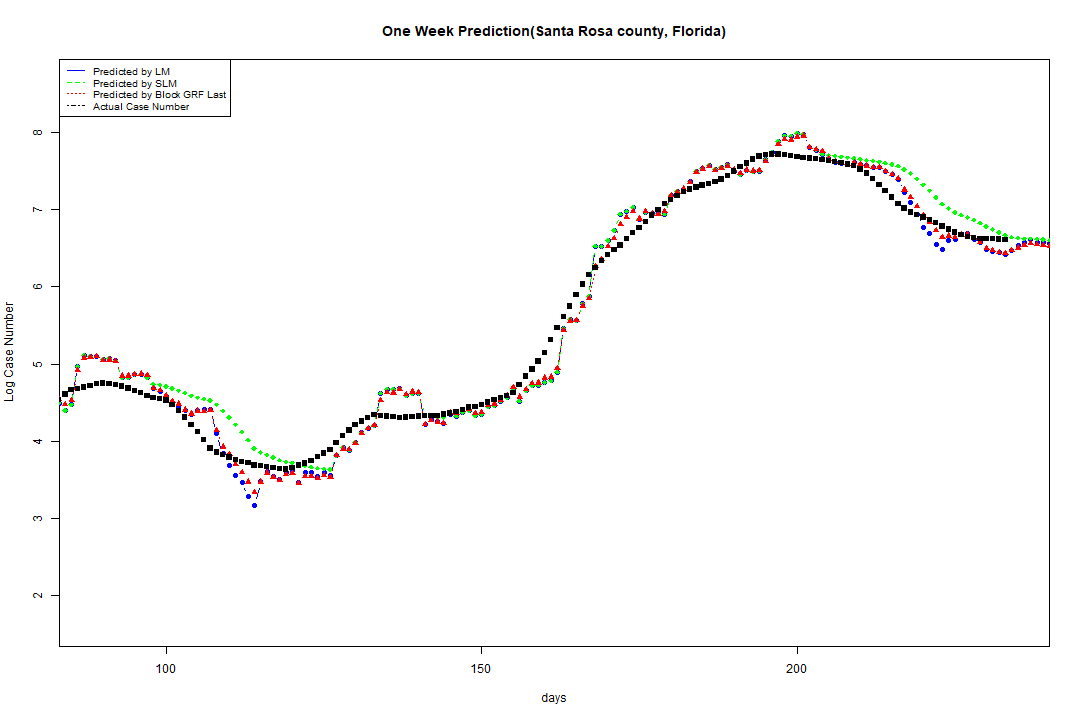 One Week Prediction(Santa Rosa county, Florida)
Predicted by LM
Predicted by SLM
Predicted by Block GRF Last
Actual Case Number
8
7
6
5
4
3
2
Log Case Number
100 150 200
days